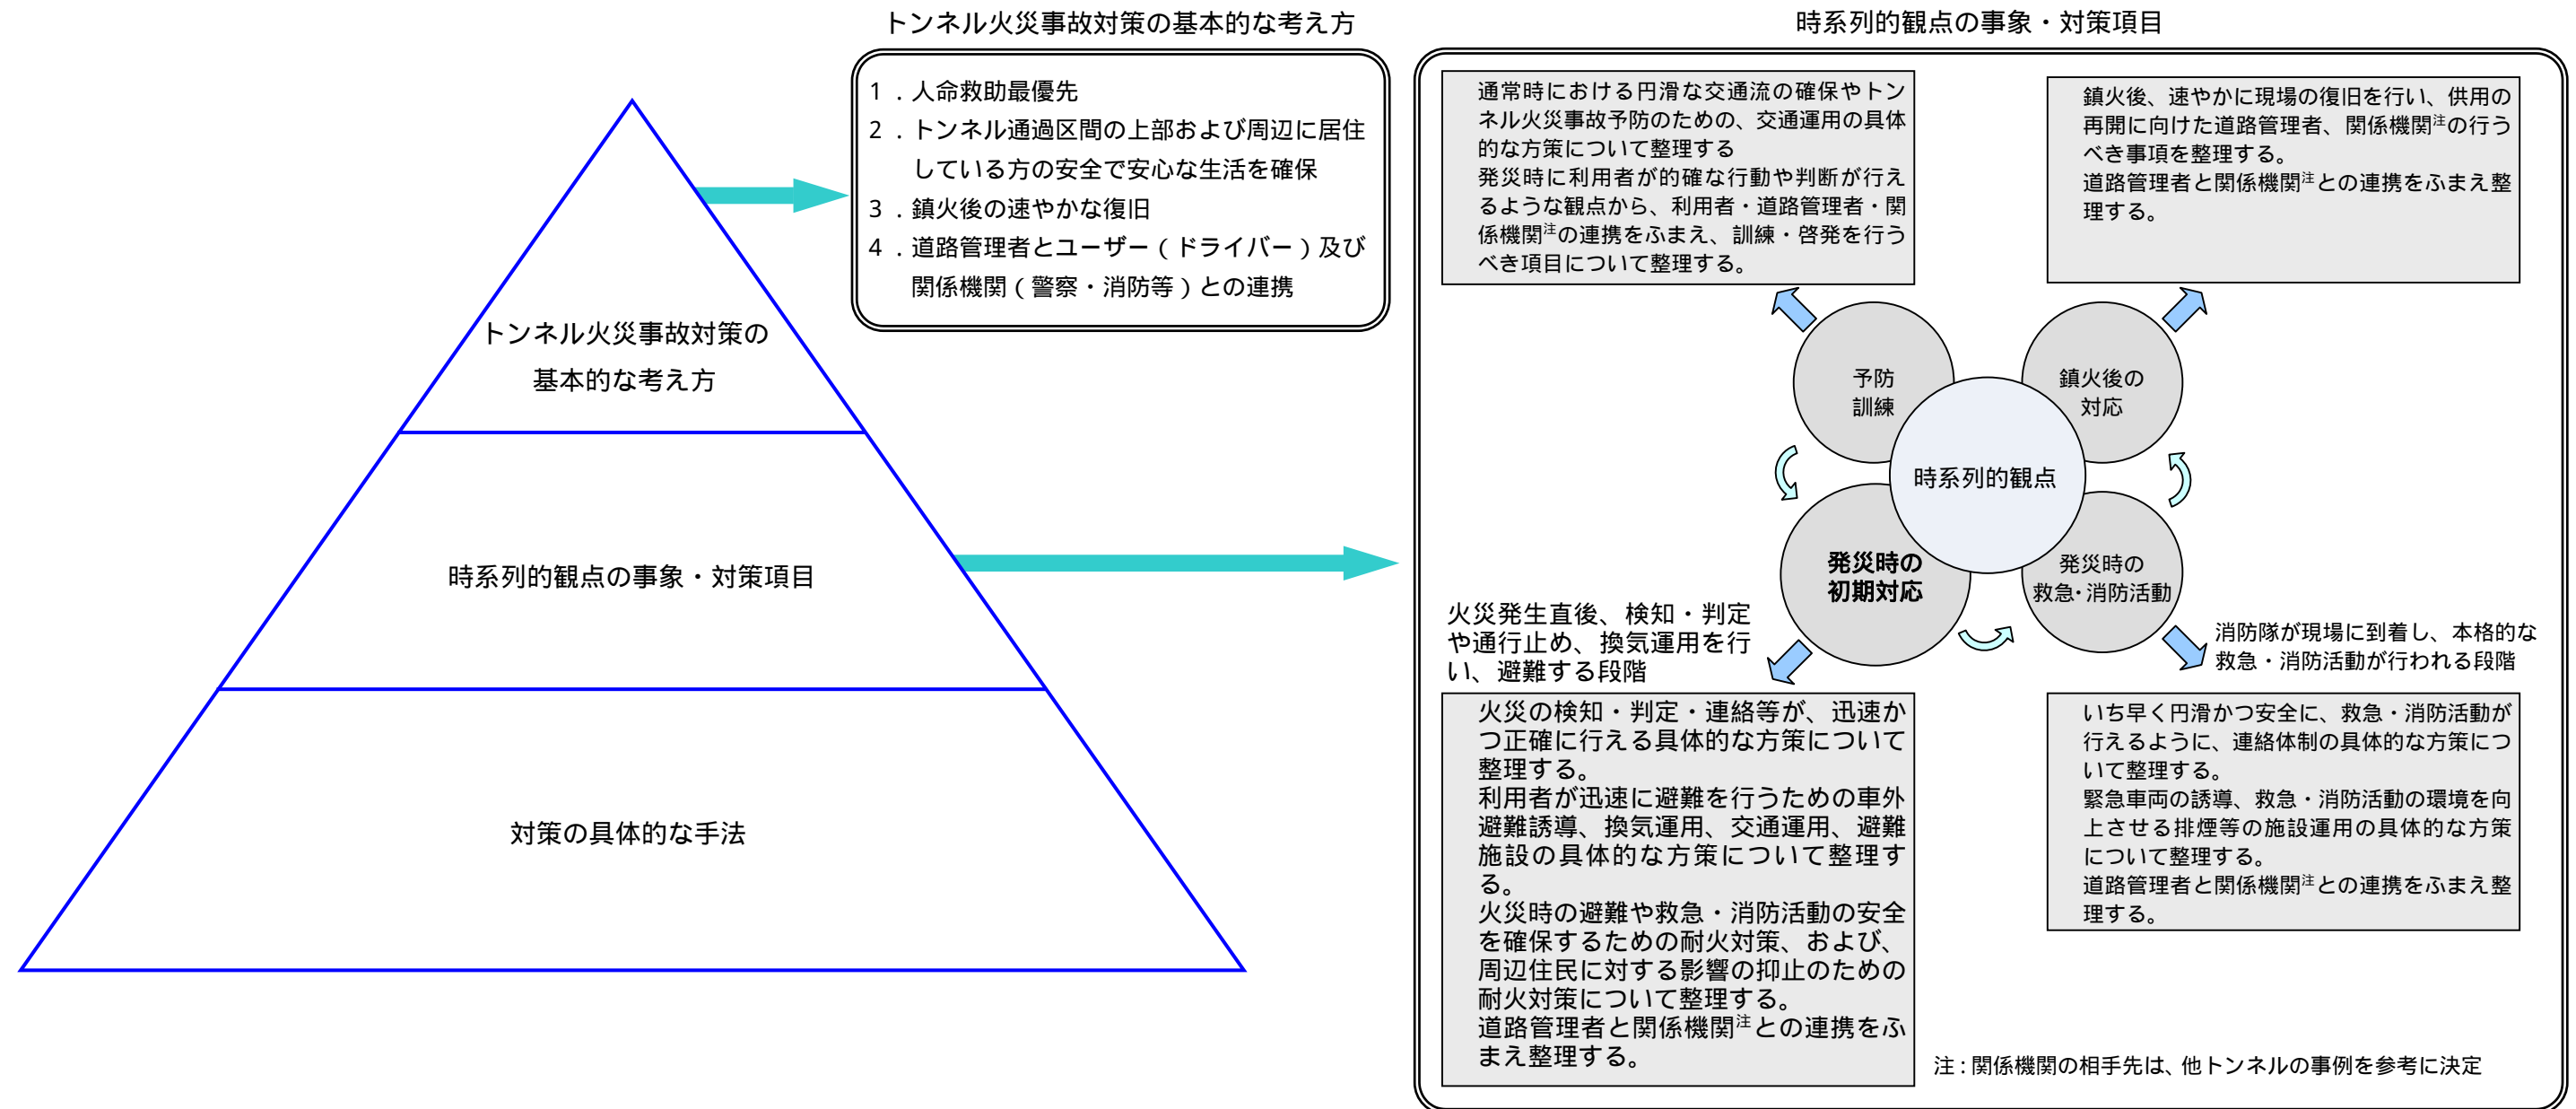 トンネル火災事故対策の基本的な考え方
1．人命救助最優先
2．トンネル通過区間の上部および周辺に居住
している方の安全で安心な生活を確保
3．鎮火後の速やかな復旧
4．道路管理者とユーザー（ドライバー）及び
関係機関（警察・消防等）との連携
トンネル火災事故対策の
基本的な考え方
時系列的観点の事象・対策項目
対策の具体的な手法
時系列的観点の事象・対策項目
通常時における円滑な交通流の確保やトン
ネル火災事故予防のための、交通運用の具体
的な方策について整理する
発災時に利用者が的確な行動や判断が行え
るような観点から、利用者・道路管理者・関
係機関注の連携をふまえ、訓練・啓発を行う
べき項目について整理する。
鎮火後、速やかに現場の復旧を行い、供用の
再開に向けた道路管理者、関係機関注の行う
べき事項を整理する。
道路管理者と関係機関注との連携をふまえ整
理する。
予防
訓練
鎮火後の
対応
時系列的観点
発災時の
初期対応
発災時の
救急・消防活動
火災発生直後、検知・判定
や通行止め、換気運用を行
い、避難する段階
消防隊が現場に到着し、本格的な
救急・消防活動が行われる段階
火災の検知・判定・連絡等が、迅速か
つ正確に行える具体的な方策について
整理する。
利用者が迅速に避難を行うための車外
避難誘導、換気運用、交通運用、避難
施設の具体的な方策について整理す
る。
火災時の避難や救急・消防活動の安全
を確保するための耐火対策、および、
周辺住民に対する影響の抑止のための
耐火対策について整理する。
道路管理者と関係機関注との連携をふ
まえ整理する。
いち早く円滑かつ安全に、救急・消防活動が
行えるように、連絡体制の具体的な方策につ
いて整理する。
緊急車両の誘導、救急・消防活動の環境を向
上させる排煙等の施設運用の具体的な方策
について整理する。
道路管理者と関係機関注との連携をふまえ整
理する。
注：関係機関の相手先は、他トンネルの事例を参考に決定